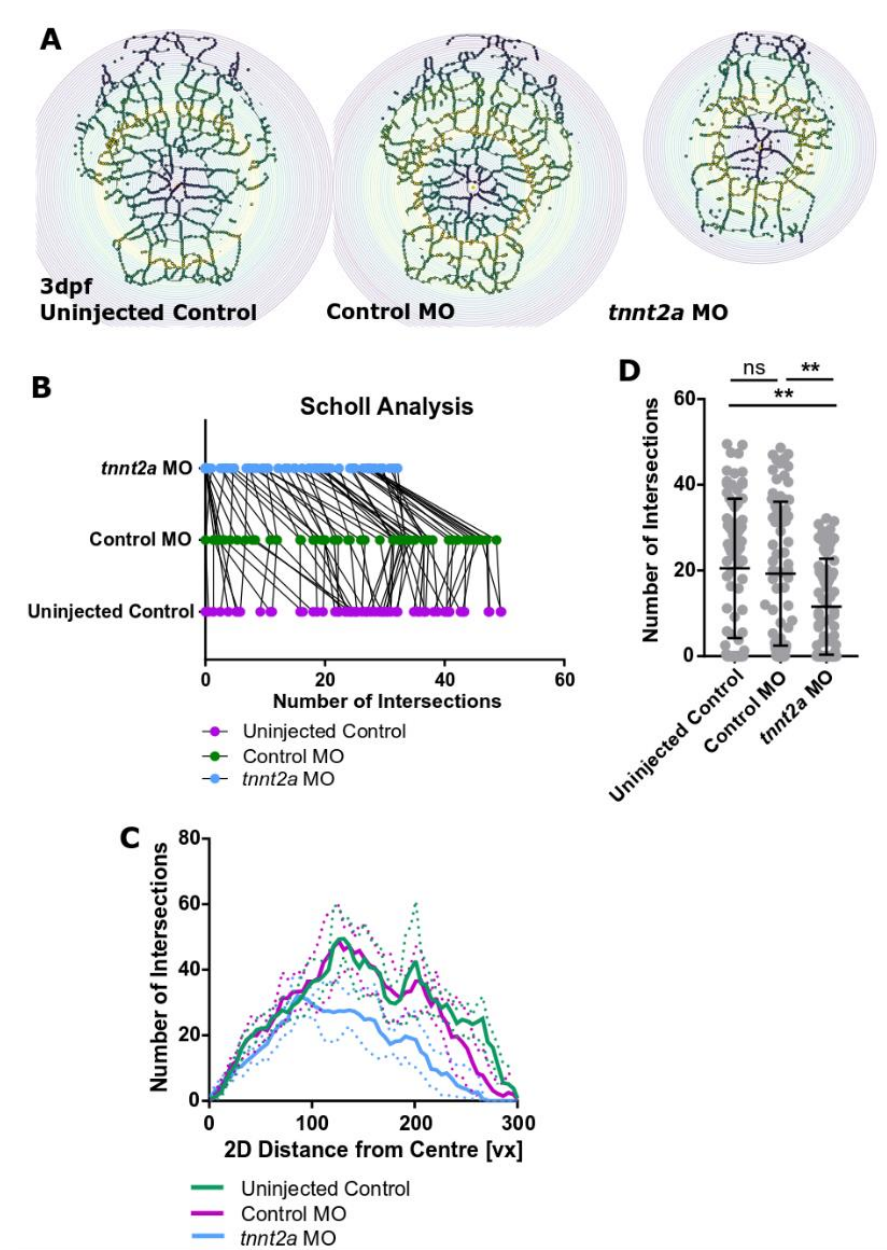 A
3dpf
Uninjected Control
Control MO
tnnt2a MO
B
Scholl Analysis
tnnt2a MO
Control MO
Uninjected Control
0 20 40 60
Number of Intersections
Uninjected Control
Control MO
tnnt2a MO
D
ns **
**
Number of Intersections
60
40
20
0
Uninjected Control
Control MO
tnnt2a MO
C
Number of Intersections
80
60
40
20
0
0 100 200 300
2D Distance from Centre [vx]
Uninjected Control
Control MO
tnnt2a MO